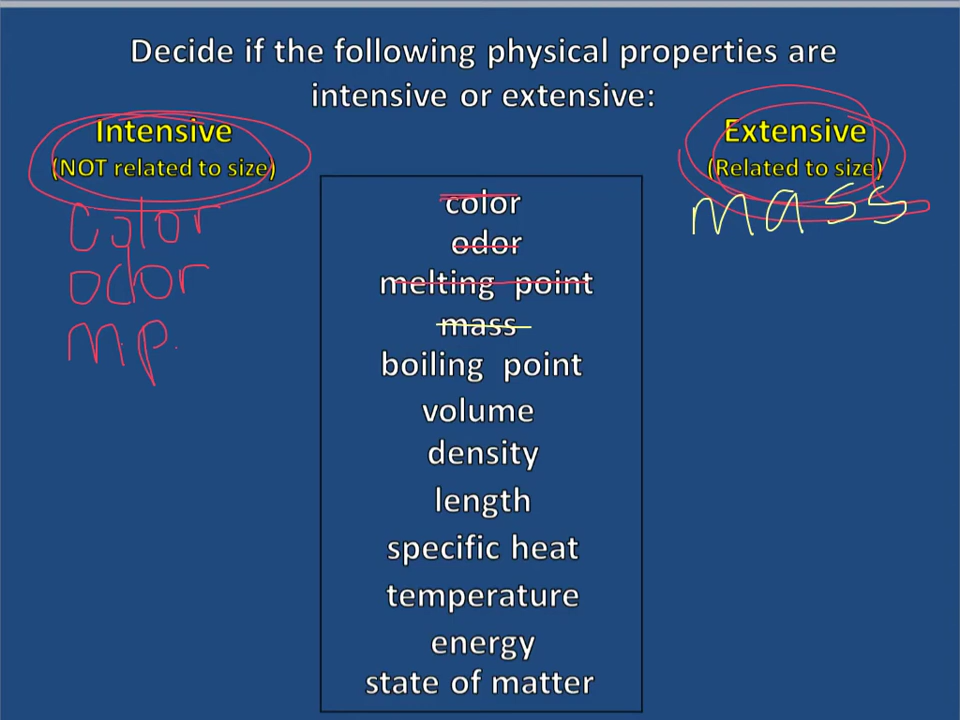 Decide if the following physical properties are
intensive or extensive:
Intensive
(NOT related to size)
Extensive
(Related to size)
color
odor
m.p.
mass
color
odor
melting point
mass
boiling point
volume
density
length
specific heat
temperature
energy
state of matter